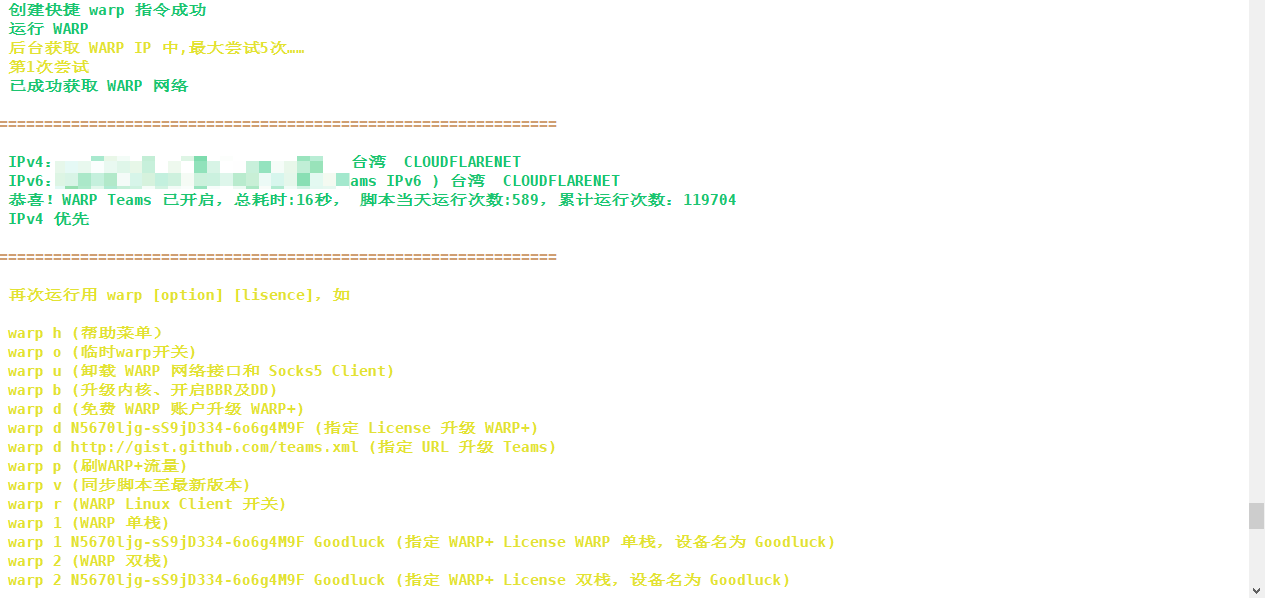 创建快捷 warp 指令成功
运行 WARP
后台获取 WARP IP 中,最大尝试5次……
第1次尝试
已成功获取 WARP 网络
==============================================================
IPv4: 台湾 CLOUDFLARENET
IPv6: ams IPv6 ) 台湾 CLOUDFLARENET
恭喜！WARP Teams 已开启，总耗时:16秒， 脚本当天运行次数:589，累计运行次数：119704
IPv4 优先
==============================================================
再次运行用 warp [option] [lisence]，如
warp h (帮助菜单）
warp o (临时warp开关)
warp u (卸载 WARP 网络接口和 Socks5 Client)
warp b (升级内核、开启BBR及DD)
warp d (免费 WARP 账户升级 WARP+)
warp d N5670ljg-sS9jD334-6o6g4M9F (指定 License 升级 WARP+)
warp d http://gist.github.com/teams.xml (指定 URL 升级 Teams)
warp p (刷WARP+流量)
warp v (同步脚本至最新版本)
warp r (WARP Linux Client 开关)
warp 1 (WARP 单栈)
warp 1 N5670ljg-sS9jD334-6o6g4M9F Goodluck (指定 WARP+ License WARP 单栈，设备名为 Goodluck)
warp 2 (WARP 双栈)
warp 2 N5670ljg-sS9jD334-6o6g4M9F Goodluck (指定 WARP+ License 双栈，设备名为 Goodluck)